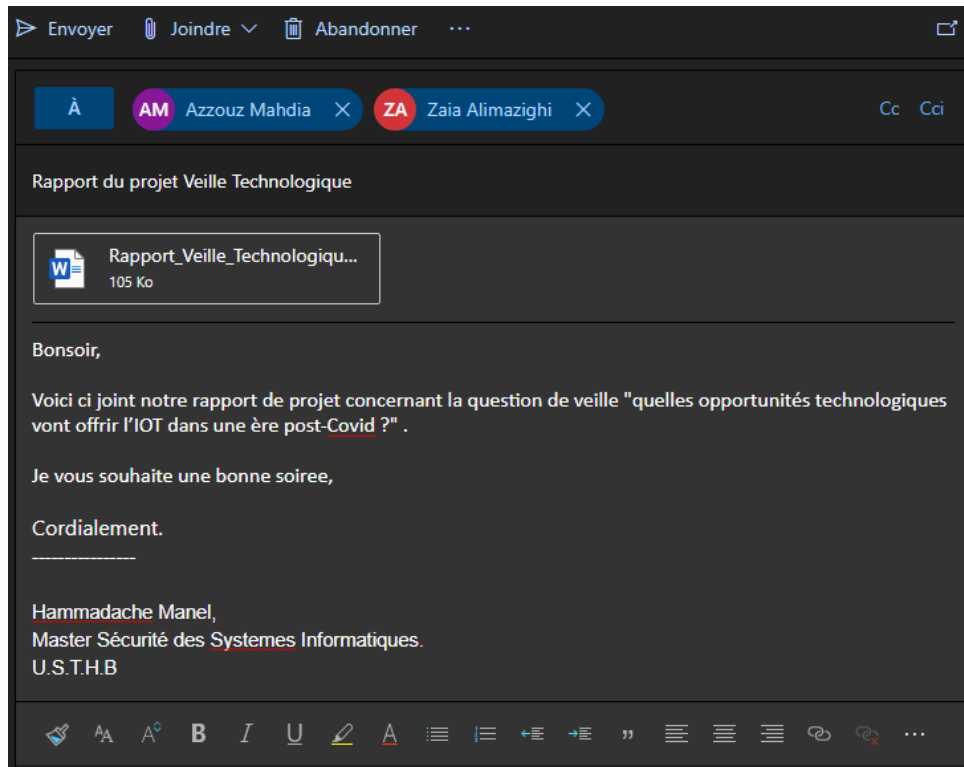 Envoyer Joindre Abandonner ...
À AM Azzouz Mahdia ZA Zaia Alimazighi Cc Cci
Rapport du projet Veille Technologique
Rapport_Veille_Technologiqu...
105 Ko
Bonsoir,
Voici ci joint notre rapport de projet concernant la question de veille "quelles opportunités technologiques
vont offrir l’IOT dans une ère post-Covid ?" .
Je vous souhaite une bonne soiree,
Cordialement.
----------------
Hammadache Manel,
Master Sécurité des Systemes Informatiques.
U.S.T.H.B